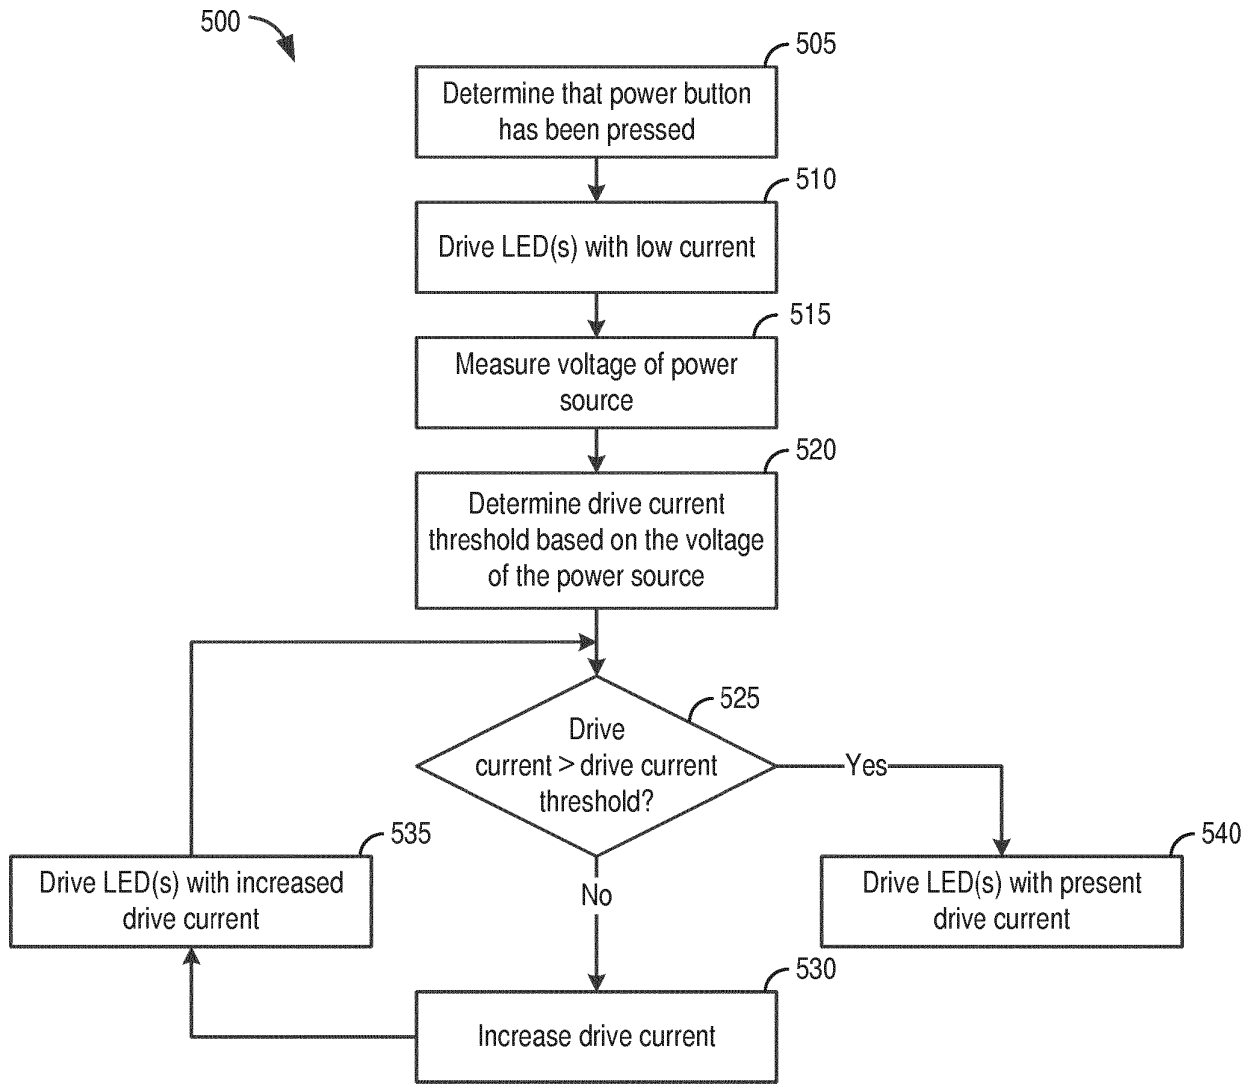 500
505
Determine that power button
has been pressed
510
Drive LED(s) with low current
515
Measure voltage of power
source
520
Determine drive current
threshold based on the voltage
of the power source
525
Drive
current > drive current
threshold?
Yes
No
535
Drive LED(s) with increased
drive current
540
Drive LED(s) with present
drive current
530
Increase drive current